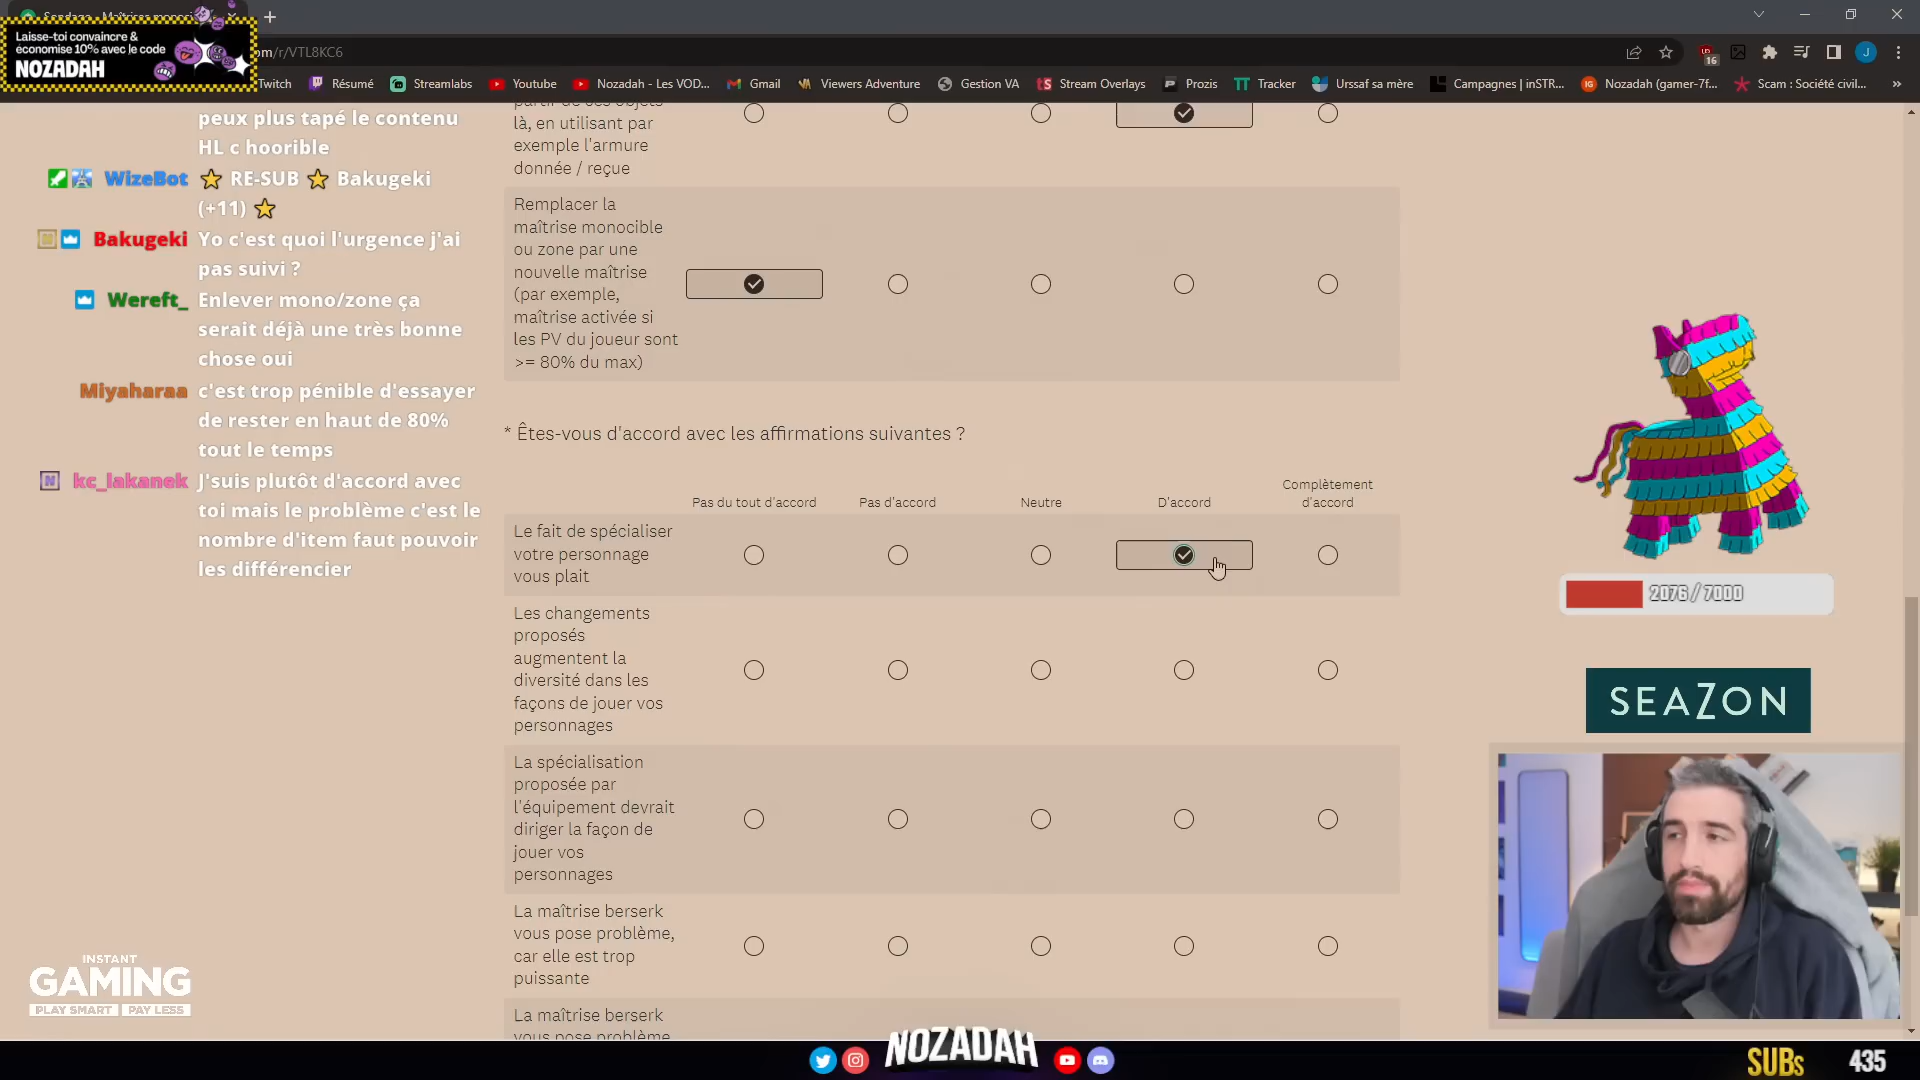 Laisse-toi convaincre &
économise 10% avec le code
NOZADAH
om/r/VTL8KC6
16
J
Twitch
Résumé
Streamlabs
Youtube
Nozadah - Les VOD...
Gmail
Viewers Adventure
Gestion VA
Stream Overlays
Prozis
Tracker
Urssaf sa mère
Campagnes | inSTR...
Nozadah (gamer-7f...
Scam : Société civil...
»
peux plus tapé le contenu
HL c hoorible
WizeBot ⭐ RE-SUB ⭐ Bakugeki
(+11) ⭐
Bakugeki Yo c'est quoi l'urgence j'ai
pas suivi ?
Wereft_ Enlever mono/zone ça
serait déjà une très bonne
chose oui
Miyaharaa c'est trop pénible d'essayer
de rester en haut de 80%
tout le temps
kc_lakanek J'suis plutôt d'accord avec
toi mais le problème c'est le
nombre d'item faut pouvoir
les différencier
partir de ces objets
là, en utilisant par
exemple l'armure
donnée / reçue
Remplacer la
maîtrise monocible
ou zone par une
nouvelle maîtrise
(par exemple,
maîtrise activée si
les PV du joueur sont
>= 80% du max)
* Êtes-vous d'accord avec les affirmations suivantes ?
Pas du tout d'accord
Pas d'accord
Neutre
D'accord
Complètement
d'accord
Le fait de spécialiser
votre personnage
vous plait
Les changements
proposés
augmentent la
diversité dans les
façons de jouer vos
personnages
La spécialisation
proposée par
l'équipement devrait
diriger la façon de
jouer vos
personnages
La maîtrise berserk
vous pose problème,
car elle est trop
puissante
La maîtrise berserk
vous pose problème
2076 / 7000
SEAZON
INSTANT
GAMING
PLAY SMART | PAY LESS
NOZADAH
SUBs 435